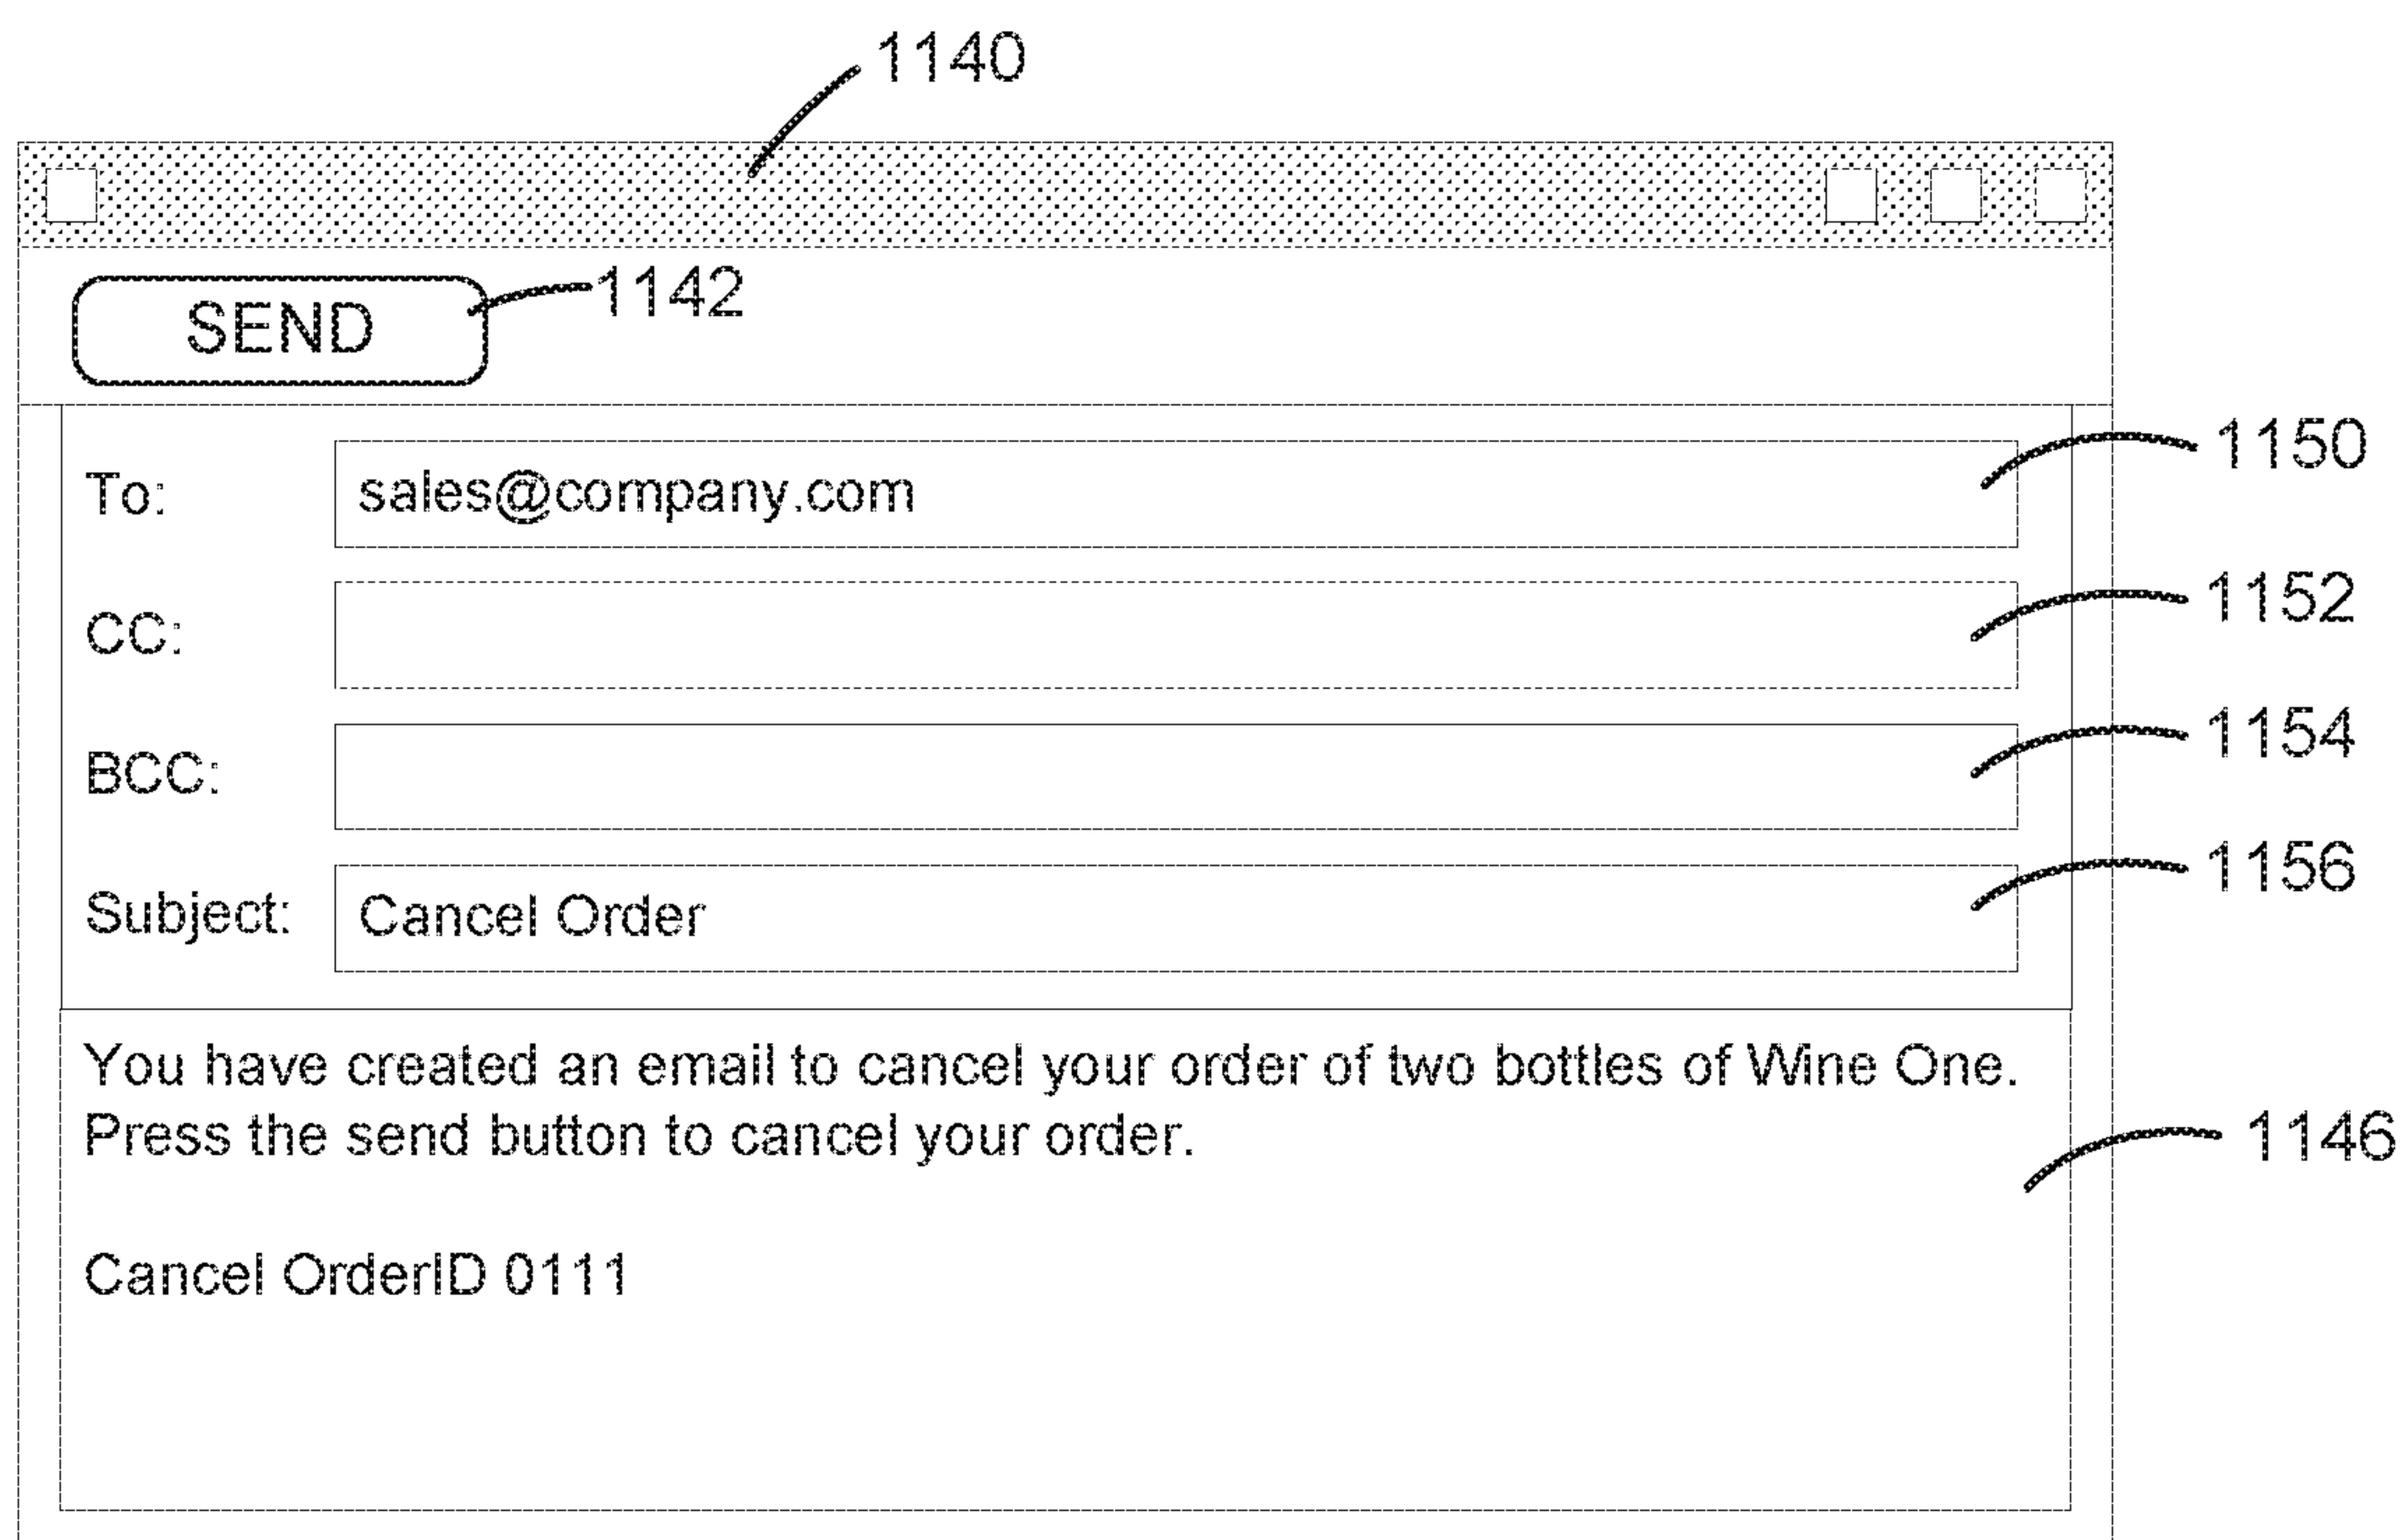 1140
SEND
1142
To: sales@company.com 1150
CC: 1152
BCC: 1154
Subject: Cancel Order 1156
You have created an email to cancel your order of two bottles of Wine One.
Press the send button to cancel your order.
1146
Cancel OrderID 0111